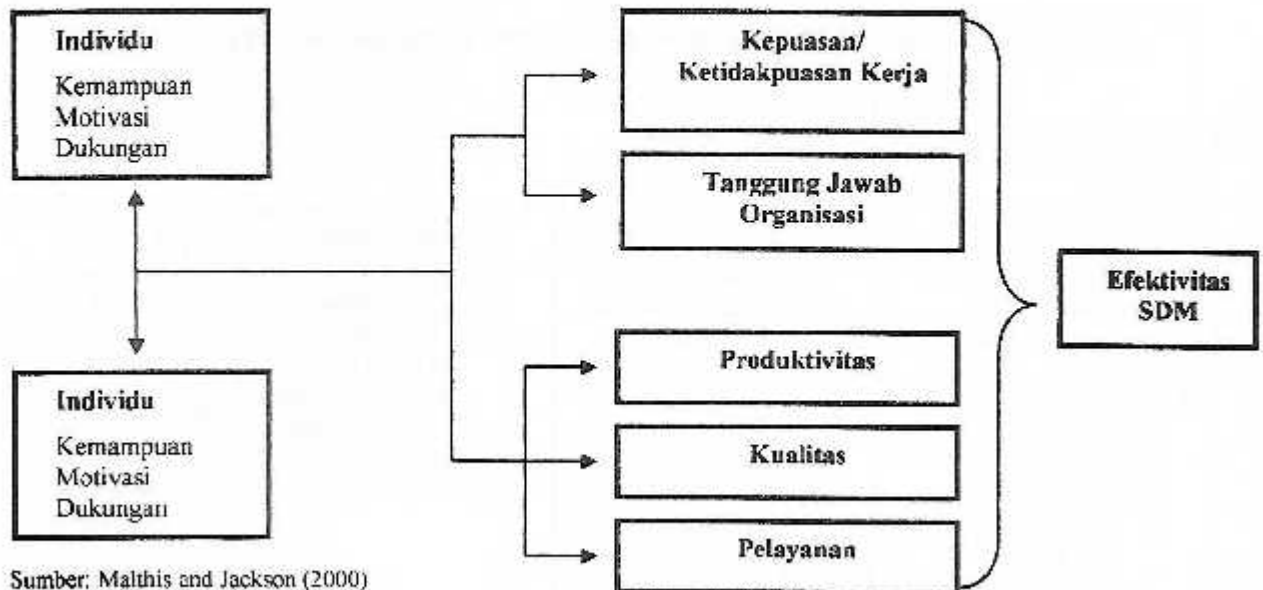 Individu
Kemampuan
Motivasi
Dukungan
Individu
Kemampuan
Motivasi
Dukungan
Kepuasan/
Ketidakpuasan Kerja
Tanggung Jawab
Organisasi
Produktivitas
Kualitas
Pelayanan
Efektivitas
SDM
Sumber: Malthis and Jackson (2000)